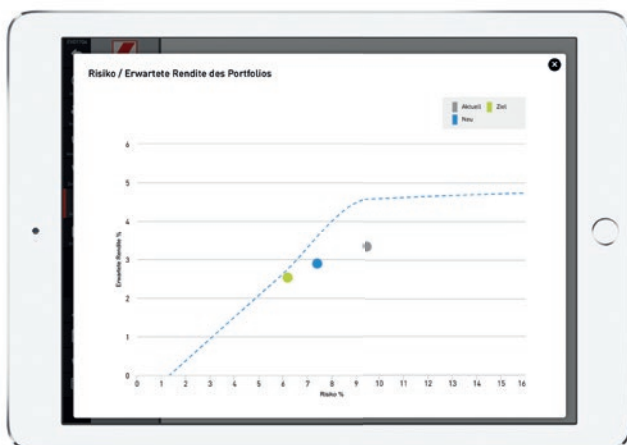 Risiko / Erwartete Rendite des Portfolios
X
Aktuell Ziel
Neu
6
5
4
3
2
1
0
Erwartete Rendite %
0 1 2 3 4 5 6 7 8 9 10 11 12 13 14 15 16
Risiko %